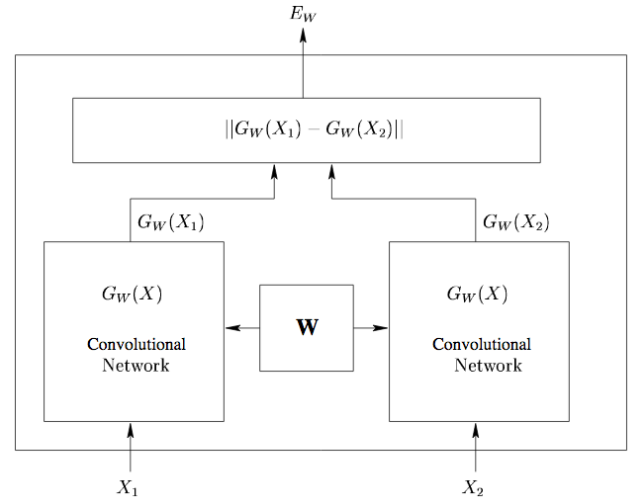 E_W
||G_W(X_1) – G_W(X_2)||
G_W(X_1)
G_W(X_2)
G_W(X)
Convolutional
Network
W
G_W(X)
Convolutional
Network
X_1
X_2